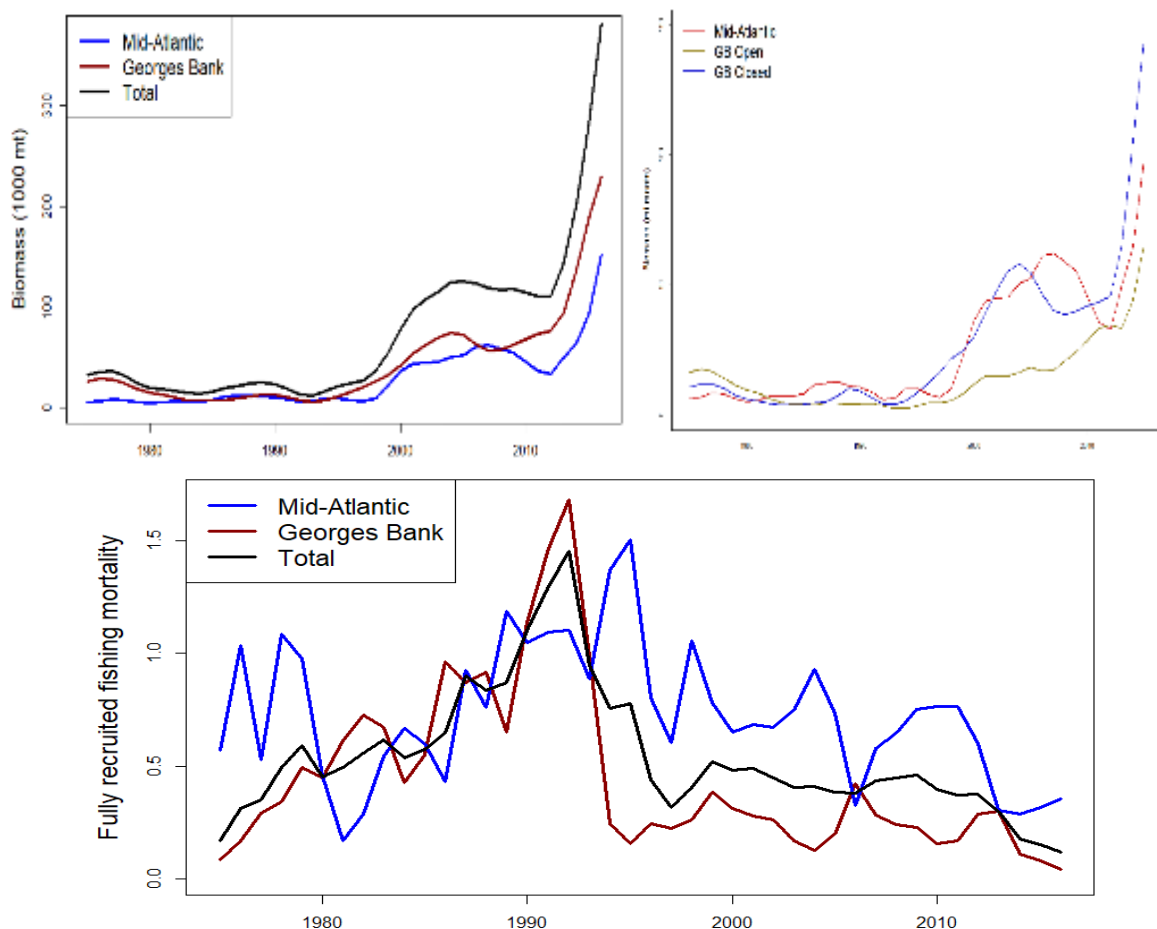 Mid-Atlantic
Georges Bank
Total
Biomass (1000 mt)
300
200
100
0
1980
1990
2000
2010
Mid-Atlantic
GB Open
GB Closed
Mid-Atlantic
Georges Bank
Total
Fully recruited fishing mortality
1.5
1.0
0.5
0.0
1980
1990
2000
2010